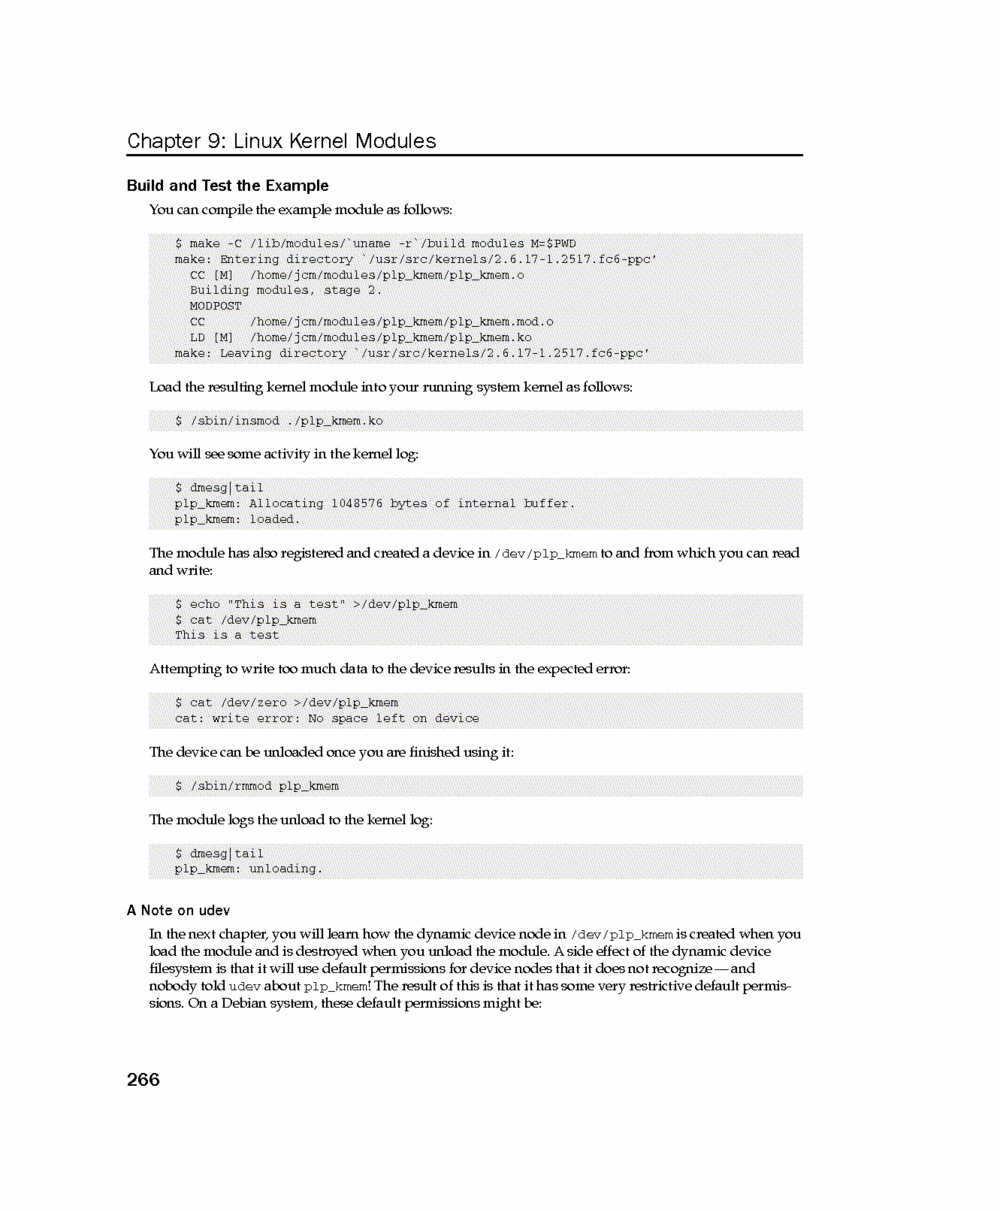 Chapter 9: Linux Kernel Modules
Build and Test the Example
You can compile the example module as follows:
$ make -C /lib/modules/`uname -r`/build modules M=$PWD
make: Entering directory `/usr/src/kernels/2.6.17-1.2517.fc6-ppc'
CC [M]  /home/jcm/modules/plp_kmem/plp_kmem.o
Building modules, stage 2.
MODPOST
CC      /home/jcm/modules/plp_kmem/plp_kmem.mod.o
LD [M]  /home/jcm/modules/plp_kmem/plp_kmem.ko
make: Leaving directory `/usr/src/kernels/2.6.17-1.2517.fc6-ppc'
Load the resulting kernel module into your running system kernel as follows:
$ /sbin/insmod ./plp_kmem.ko
You will see some activity in the kernel log:
$ dmesg|tail
plp_kmem: Allocating 1048576 bytes of internal buffer.
plp_kmem: loaded.
The module has also registered and created a device in /dev/plp_kmem to and from which you can read
and write:
$ echo "This is a test" >/dev/plp_kmem
$ cat /dev/plp_kmem
This is a test
Attempting to write too much data to the device results in the expected error:
$ cat /dev/zero >/dev/plp_kmem
cat: write error: No space left on device
The device can be unloaded once you are finished using it:
$ /sbin/rmmod plp_kmem
The module logs the unload to the kernel log:
$ dmesg|tail
plp_kmem: unloading.
A Note on udev
In the next chapter, you will learn how the dynamic device node in /dev/plp_kmem is created when you
load the module and is destroyed when you unload the module. A side effect of the dynamic device
filesystem is that it will use default permissions for device nodes that it does not recognize — and
nobody told udev about plp_kmem! The result of this is that it has some very restrictive default permis-
sions. On a Debian system, these default permissions might be:
266